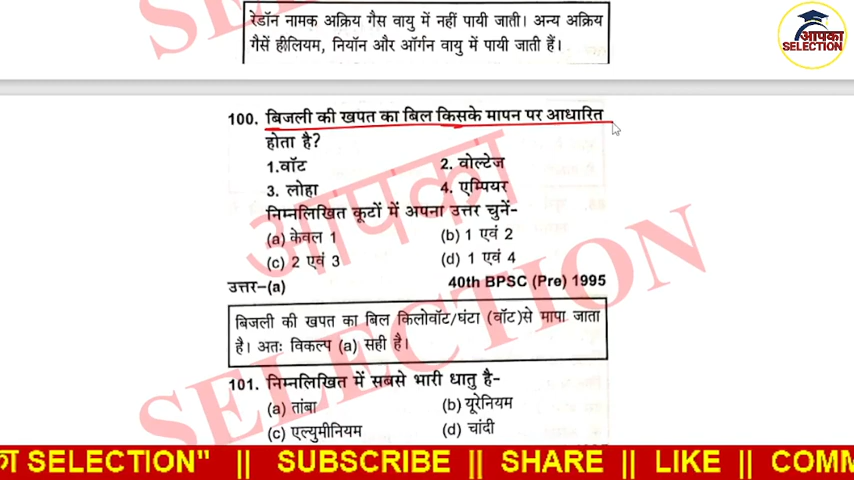 रेडॉन नामक अक्रिय गैस वायु में नहीं पायी जाती। अन्य अक्रिय
गैसें हीलियम, नियॉन और ऑर्गन वायु में पायी जाती हैं।
आपका
SELECTION
SELECTION
100. बिजली की खपत का बिल किसके मापन पर आधारित
होता है?
1.वॉट 2. वोल्टेज
3. लोहा 4. एम्पियर
निम्नलिखित कूटों में अपना उत्तर चुनें-
(a) केवल 1 (b) 1 एवं 2
(c) 2 एवं 3 (d) 1 एवं 4
उत्तर–(a) 40th BPSC (Pre) 1995
बिजली की खपत का बिल किलोवॉट/घंटा (वॉट)से मापा जाता
है। अतः विकल्प (a) सही है।
आपका
SELECTION
101. निम्नलिखित में सबसे भारी धातु है-
(a) तांबा (b) यूरेनियम
(c) एल्युमीनियम (d) चांदी
का SELECTION" || SUBSCRIBE || SHARE || LIKE || COMM